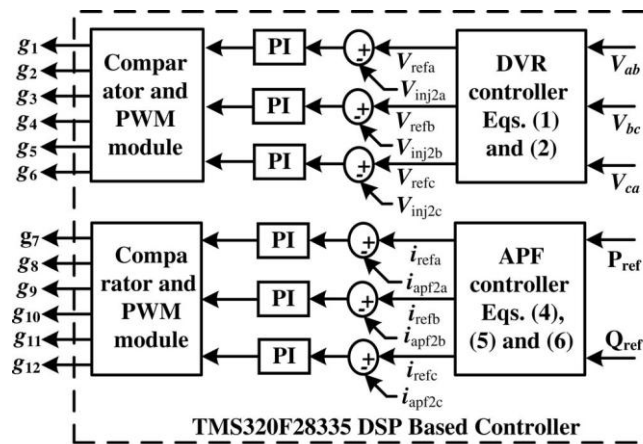 g1
g2
g3
g4
g5
g6
Compar
ator and
PWM
module
PI
PI
PI
+
-
+
-
+
-
Vrefa
Vinj2a
Vrefb
Vinj2b
Vrefc
Vinj2c
DVR
controller
Eqs. (1)
and (2)
Vab
Vbc
Vca
g7
g8
g9
g10
g11
g12
Compa
rator and
PWM
module
PI
PI
PI
+
-
+
-
+
-
irefa
iapf2a
irefb
iapf2b
irefc
iapf2c
APF
controller
Eqs. (4),
(5) and (6)
Pref
Qref
TMS320F28335 DSP Based Controller